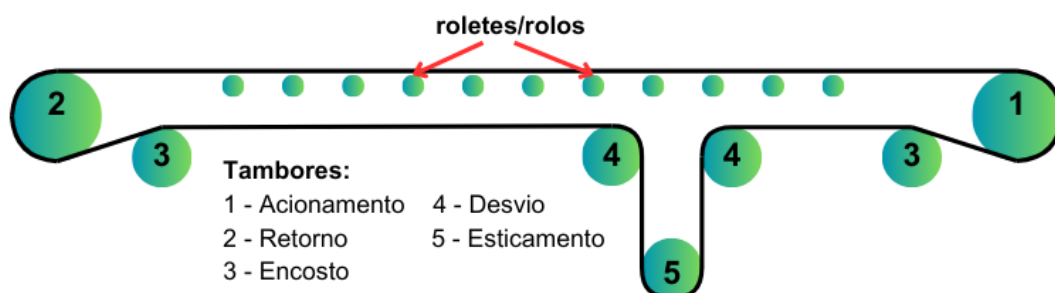 roletes/rolos
2
1
3
4
4
3
Tambores:
1 - Acionamento
4 - Desvio
2 - Retorno
5 - Esticamento
3 - Encosto
5